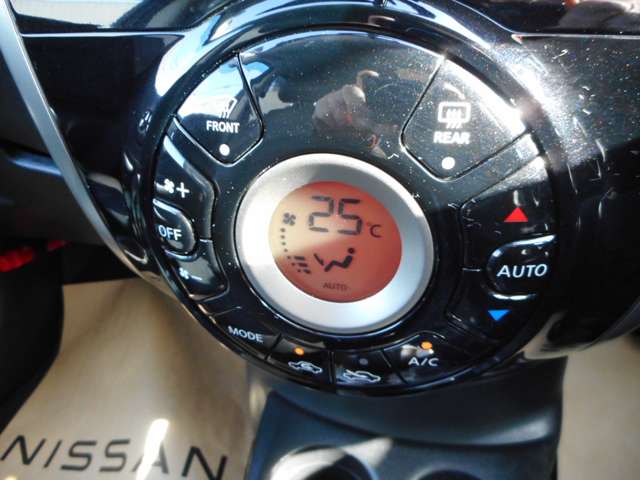 FRONT
REAR
+
OFF
25°C
AUTO
AUTO
MODE
A/C
NISSAN